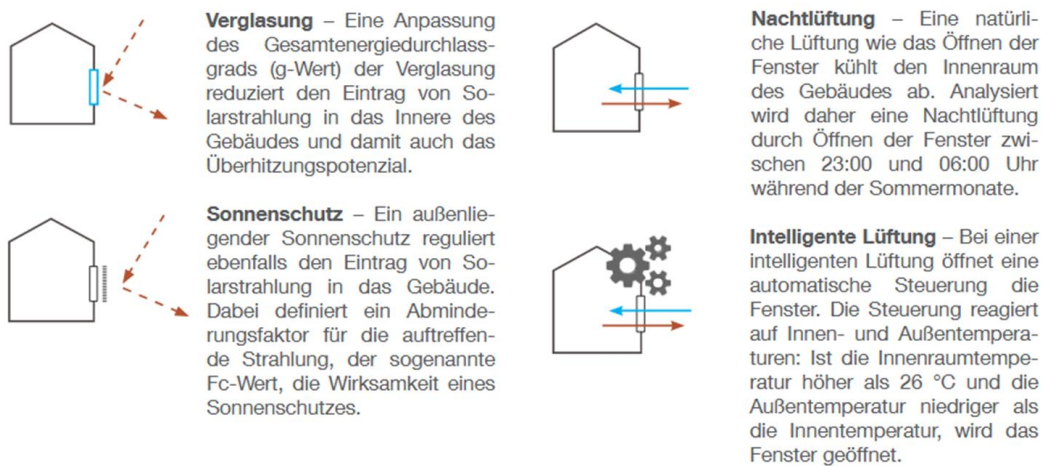 Verglasung – Eine Anpassung
des Gesamtenergiedurchlass-
grads (g-Wert) der Verglasung
reduziert den Eintrag von So-
larstrahlung in das Innere des
Gebäudes und damit auch das
Überhitzungspotenzial.
Sonnenschutz – Ein außenlie-
gender Sonnenschutz reguliert
ebenfalls den Eintrag von So-
larstrahlung in das Gebäude.
Dabei definiert ein Abminde-
rungsfaktor für die auftreffen-
de Strahlung, der sogenannte
Fc-Wert, die Wirksamkeit eines
Sonnenschutzes.
Nachtlüftung – Eine natürli-
che Lüftung wie das Öffnen der
Fenster kühlt den Innenraum
des Gebäudes ab. Analysiert
wird daher eine Nachtlüftung
durch Öffnen der Fenster zwi-
schen 23:00 und 06:00 Uhr
während der Sommermonate.
Intelligente Lüftung – Bei einer
intelligenten Lüftung öffnet eine
automatische Steuerung die
Fenster. Die Steuerung reagiert
auf Innen- und Außentempera-
turen: Ist die Innenraumtempe-
ratur höher als 26 °C und die
Außentemperatur niedriger als
die Innentemperatur, wird das
Fenster geöffnet.